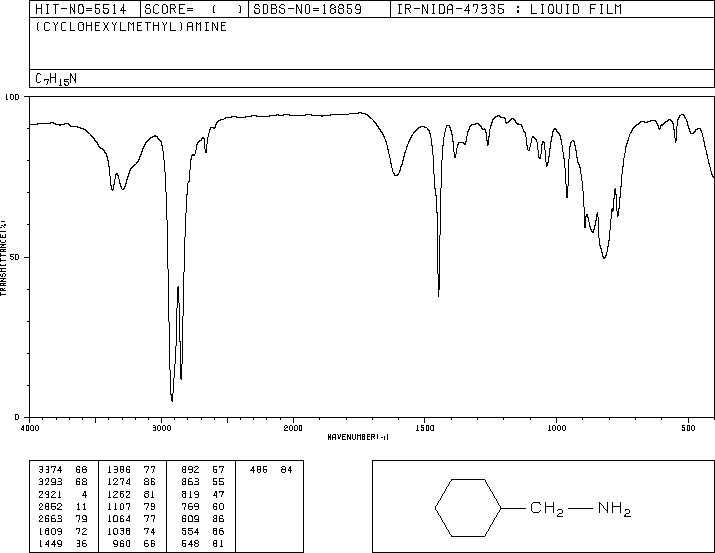 HIT-NO=5514 SCORE= ( ) SDBS-NO=18859 IR-NIDA-47335 : LIQUID FILM
(CYCLOHEXYLMETHYL)AMINE
C7H15N
100
50
0
TRANSMITTANCE(%)
4000 3000 2000 1500 1000 500
WAVENUMBER(-1)
3374 68 1386 77 892 57 486 84
3293 68 1274 86 863 55
2921 4 1262 81 819 47
2852 11 1107 79 769 60
2663 79 1064 77 609 86
1609 72 1038 74 554 86
1449 36 960 66 548 81
CH2 NH2